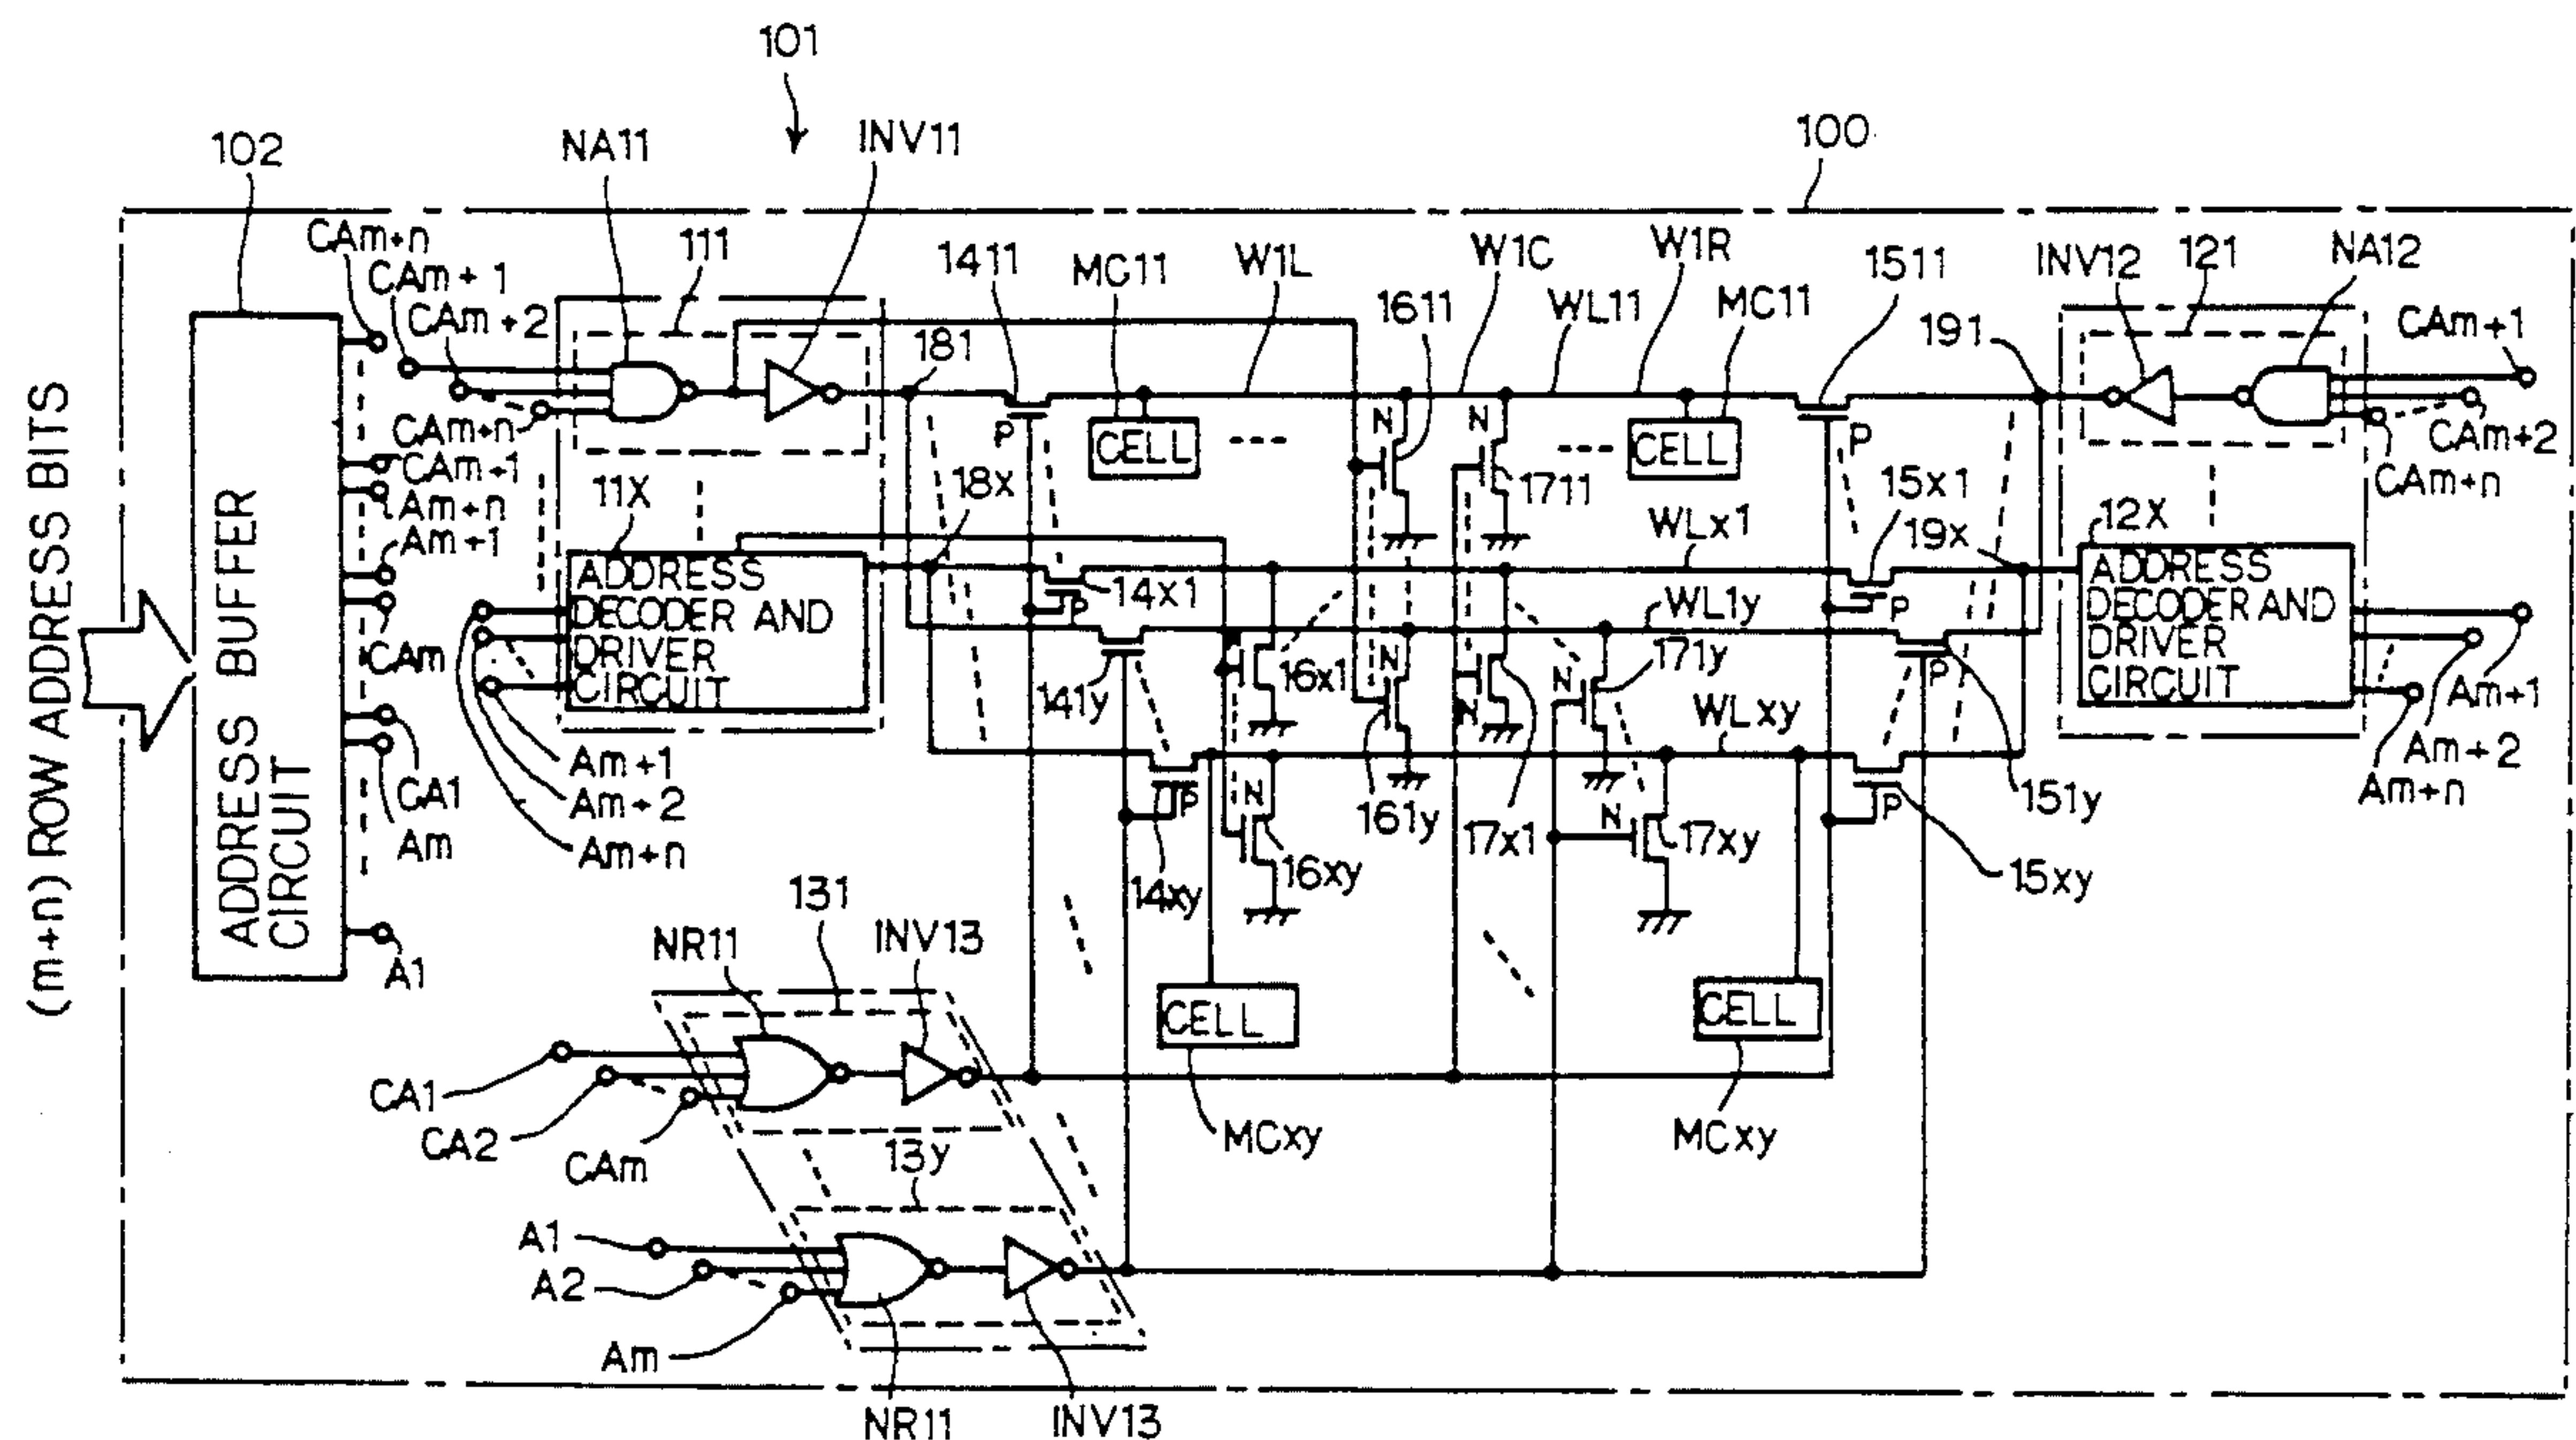 101
102
NA11
INV11
100
CAm+n
CAm+1
CAm+2
111
1411
MC11
W1L
W1C
W1R
1611
WL11
MC11
1511
191
INV12
121
NA12
CAm+1
181
CAm+n
CAm+1
Am+n
Am+1
P
CELL
N
N
CELL
P
CAm+2
CAm+n
11X
18x
1711
15x1
WLx1
19x
12X
ADDRESS
DECODER AND
DRIVER
CIRCUIT
14x1
P
P
WL1y
ADDRESS
DECODER AND
DRIVER
CIRCUIT
CAm
141y
16x1
N
N
N
171y
P
WLxy
Am+1
Am+2
Am+n
Am+1
Am+2
Am+n
CA1
Am
P
N
161y
17x1
N
17xy
P
151y
14xy
16xy
15xy
A1
(m+n) ROW ADDRESS BITS
ADDRESS BUFFER
CIRCUIT
131
NR11
INV13
CELL
CELL
CA1
CA2
CAm
MCxy
MCxy
13y
A1
A2
Am
NR11
INV13